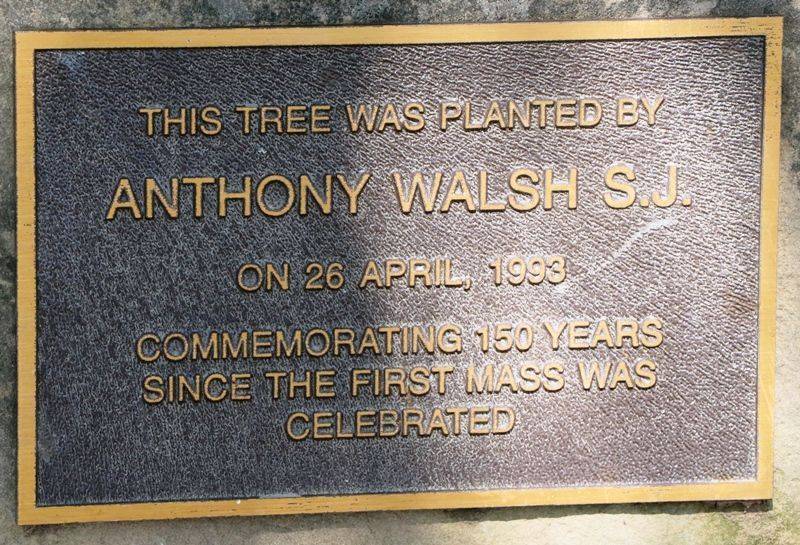 THIS TREE WAS PLANTED BY
ANTHONY WALSH S.J.
ON 26 APRIL, 1993
COMMEMORATING 150 YEARS
SINCE THE FIRST MASS WAS
CELEBRATED